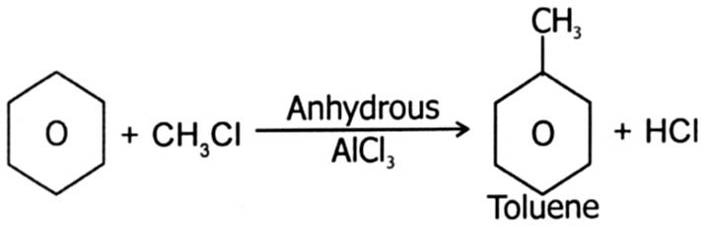 CH₃
O + CH₃Cl Anhydrous O + HCl
AlCl₃
Toluene